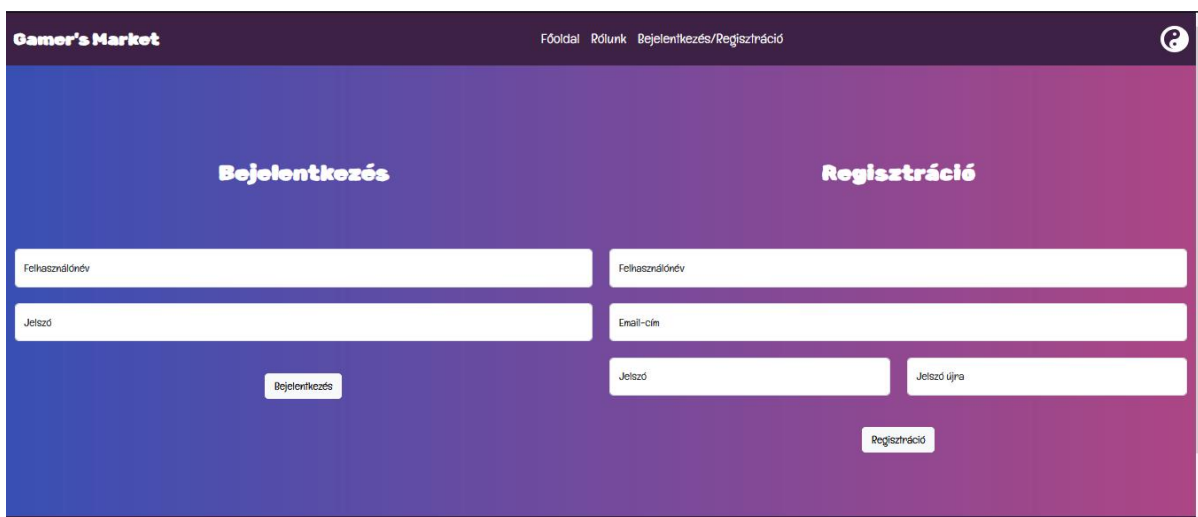 Gamer's Market
Főoldal Rólunk Bejelentkezés/Regisztráció
Bejelentkezés
Felhasználónév
Jelszó
Bejelentkezés
Regisztráció
Felhasználónév
Email-cím
Jelszó Jelszó újra
Regisztráció